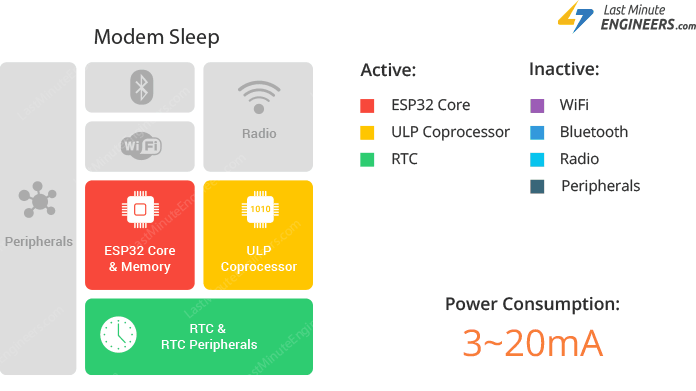 Last Minute
ENGINEERS.com
Modem Sleep
Active:
Inactive:
WiFi
Radio
Peripherals
ESP32 Core
& Memory
ULP
Coprocessor
1010
RTC &
RTC Peripherals
ESP32 Core
ULP Coprocessor
RTC
WiFi
Bluetooth
Radio
Peripherals
Power Consumption:
3~20mA